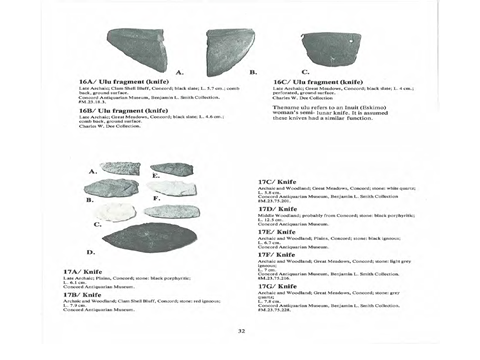 A.
B.
C.
16A/ Ulu fragment (knife)
Late Archaic; Clam Shell Bluff, Concord; black slate; L. 5.7 cm.; comb
back, ground surface.
Concord Antiquarian Museum, Benjamin L. Smith Collection.
#M.23.18.3.
16B/ Ulu fragment (knife)
Late Archaic; Great Meadows, Concord; black slate; L. 4.6 cm.;
comb back, ground surface.
Charles W. Dee Collection.
16C/ Ulu fragment (knife)
Late Archaic; Great Meadows, Concord; black slate; L. 4 cm.;
perforated, ground surface.
Charles W. Dee Collection
The name ulu refers to an Inuit (Eskimo)
woman's semi- lunar knife. It is assumed
these knives had a similar function.
A.
E.
B.
F.
C.
D.
17A/ Knife
Late Archaic; Plains, Concord; stone: black porphyritic;
L. 6.1 cm.
Concord Antiquarian Museum.
17B/ Knife
Archaic and Woodland; Clam Shell Bluff, Concord; stone: red igneous;
L. 7.9 cm.
Concord Antiquarian Museum.
17C/ Knife
Archaic and Woodland; Great Meadows, Concord; stone: white quartz;
L. 5.8 cm.
Concord Antiquarian Museum, Benjamin L. Smith Collection
#M.23.75.201.
17D/ Knife
Middle Woodland; probably from Concord; stone: black porphyritic;
L. 12.5 cm.
Concord Antiquarian Museum.
17E/ Knife
Archaic and Woodland; Plains, Concord; stone: black igneous;
L. 6.7 cm.
Concord Antiquarian Museum.
17F/ Knife
Archaic and Woodland; Great Meadows, Concord; stone: light grey
igneous;
L. 7 cm.
Concord Antiquarian Museum, Benjamin L. Smith Collection.
#M.23.75.216.
17G/ Knife
Archaic and Woodland; Great Meadows, Concord; stone: grey
quartz;
L. 7.8 cm.
Concord Antiquarian Museum, Benjamin L. Smith Collection.
#M.23.75.228.
32